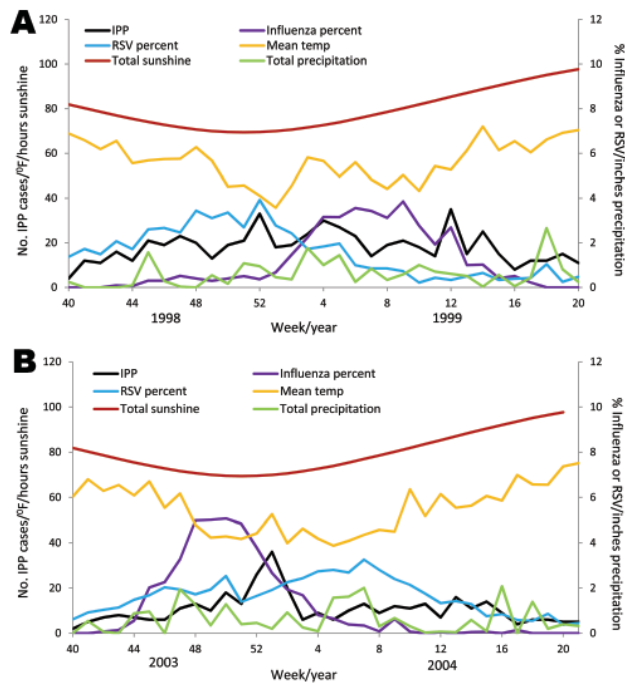 A
120
100
80
60
40
20
0
No. IPP cases/⁰F/hours sunshine
IPP
Influenza percent
RSV percent
Mean temp
Total sunshine
Total precipitation
12
10
8
6
4
2
0
% Influenza or RSV/inches precipitation
40 44 48 52 4 8 12 16 20
1998 1999
Week/year
B
120
100
80
60
40
20
0
No. IPP cases/⁰F/hours sunshine
IPP
Influenza percent
RSV percent
Mean temp
Total sunshine
Total precipitation
12
10
8
6
4
2
0
% Influenza or RSV/inches precipitation
40 44 48 52 4 8 12 16 20
2003 2004
Week/year